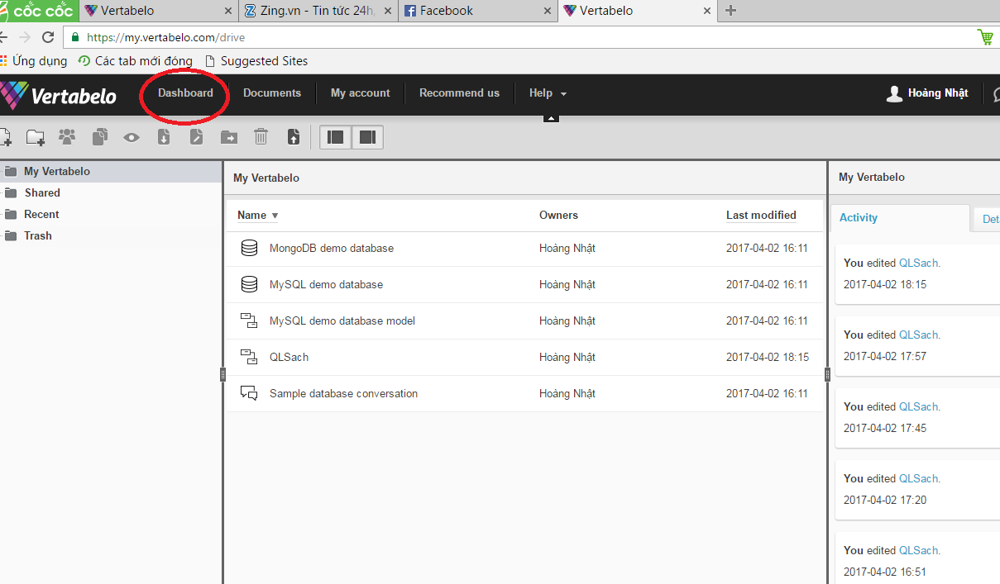 cốc cốc Vertabelo Zing.vn - Tin tức 24h, Facebook Vertabelo
https://my.vertabelo.com/drive
Ứng dụng Các tab mới đóng Suggested Sites
Vertabelo Dashboard Documents My account Recommend us Help Hoàng Nhật
My Vertabelo
Shared
Recent
Trash
My Vertabelo
Name Owners Last modified
MongoDB demo database Hoàng Nhật 2017-04-02 16:11
MySQL demo database Hoàng Nhật 2017-04-02 16:11
MySQL demo database model Hoàng Nhật 2017-04-02 16:11
QLSach Hoàng Nhật 2017-04-02 18:15
Sample database conversation Hoàng Nhật 2017-04-02 16:11
My Vertabelo
Activity
You edited QLSach.
2017-04-02 18:15
You edited QLSach.
2017-04-02 17:57
You edited QLSach.
2017-04-02 17:45
You edited QLSach.
2017-04-02 17:20
You edited QLSach.
2017-04-02 16:51